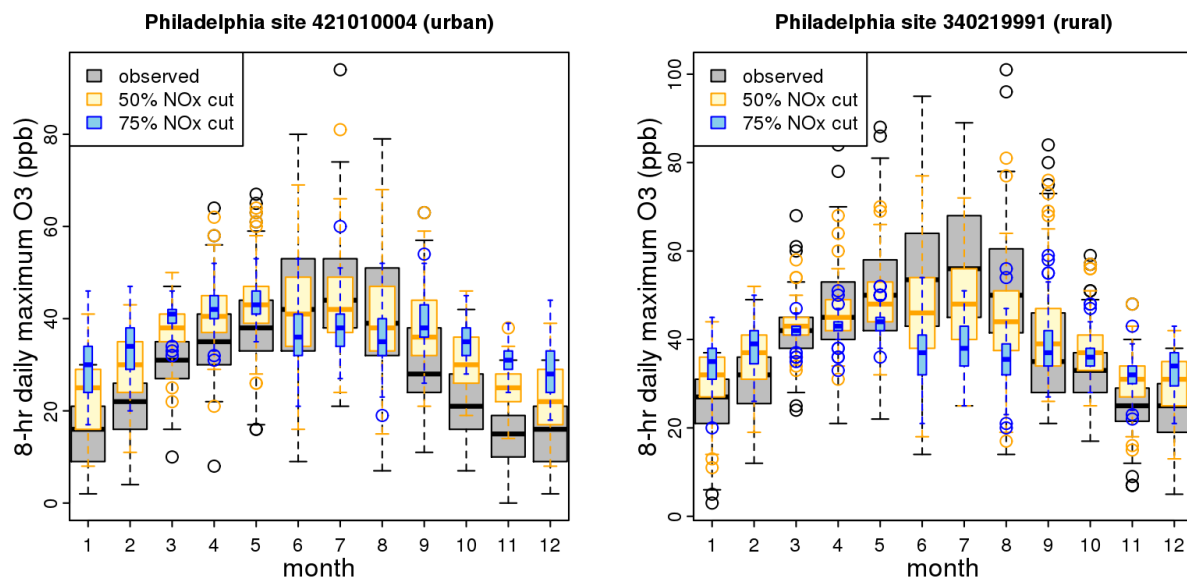 Philadelphia site 421010004 (urban)
observed
50% NOx cut
75% NOx cut
8-hr daily maximum O3 (ppb)
80
60
40
20
0
1 2 3 4 5 6 7 8 9 10 11 12
month
Philadelphia site 340219991 (rural)
observed
50% NOx cut
75% NOx cut
8-hr daily maximum O3 (ppb)
100
80
60
40
20
0
1 2 3 4 5 6 7 8 9 10 11 12
month